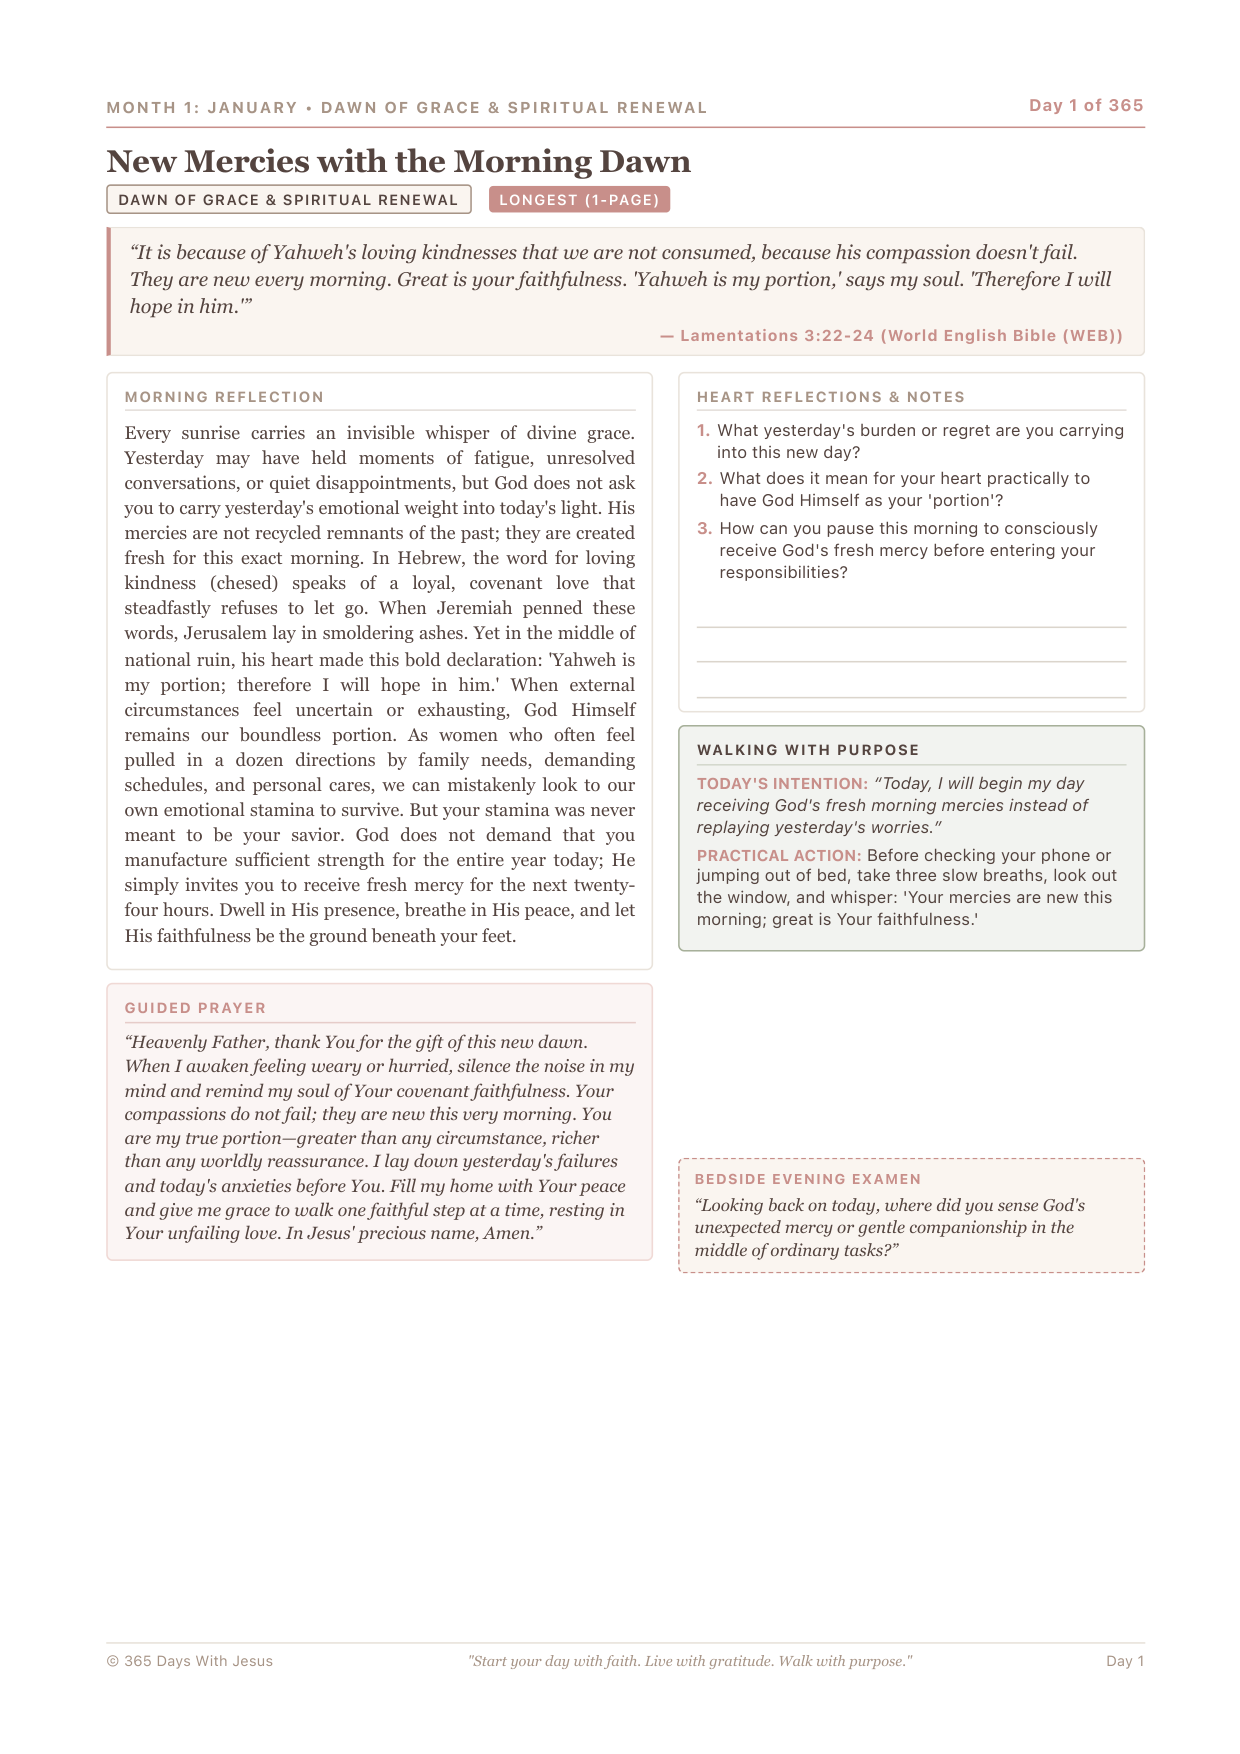 MONTH 1: JANUARY • DAWN OF GRACE & SPIRITUAL RENEWAL
Day 1 of 365
New Mercies with the Morning Dawn
DAWN OF GRACE & SPIRITUAL RENEWAL
LONGEST (1-PAGE)
“It is because of Yahweh's loving kindnesses that we are not consumed, because his compassion doesn't fail.
They are new every morning. Great is your faithfulness. 'Yahweh is my portion,' says my soul. 'Therefore I will
hope in him.'”
— Lamentations 3:22-24 (World English Bible (WEB))
MORNING REFLECTION
Every sunrise carries an invisible whisper of divine grace.
Yesterday may have held moments of fatigue, unresolved
conversations, or quiet disappointments, but God does not ask
you to carry yesterday's emotional weight into today's light. His
mercies are not recycled remnants of the past; they are created
fresh for this exact morning. In Hebrew, the word for loving
kindness (chesed) speaks of a loyal, covenant love that
steadfastly refuses to let go. When Jeremiah penned these
words, Jerusalem lay in smoldering ashes. Yet in the middle of
national ruin, his heart made this bold declaration: 'Yahweh is
my portion; therefore I will hope in him.' When external
circumstances feel uncertain or exhausting, God Himself
remains our boundless portion. As women who often feel
pulled in a dozen directions by family needs, demanding
schedules, and personal cares, we can mistakenly look to our
own emotional stamina to survive. But your stamina was never
meant to be your savior. God does not demand that you
manufacture sufficient strength for the entire year today; He
simply invites you to receive fresh mercy for the next twenty-
four hours. Dwell in His presence, breathe in His peace, and let
His faithfulness be the ground beneath your feet.
GUIDED PRAYER
“Heavenly Father, thank You for the gift of this new dawn.
When I awaken feeling weary or hurried, silence the noise in my
mind and remind my soul of Your covenant faithfulness. Your
compassions do not fail; they are new this very morning. You
are my true portion—greater than any circumstance, richer
than any worldly reassurance. I lay down yesterday's failures
and today's anxieties before You. Fill my home with Your peace
and give me grace to walk one faithful step at a time, resting in
Your unfailing love. In Jesus' precious name, Amen.”
HEART REFLECTIONS & NOTES
1. What yesterday's burden or regret are you carrying
into this new day?
2. What does it mean for your heart practically to
have God Himself as your 'portion'?
3. How can you pause this morning to consciously
receive God's fresh mercy before entering your
responsibilities?
WALKING WITH PURPOSE
TODAY'S INTENTION: “Today, I will begin my day
receiving God's fresh morning mercies instead of
replaying yesterday's worries.”
PRACTICAL ACTION: Before checking your phone or
jumping out of bed, take three slow breaths, look out
the window, and whisper: 'Your mercies are new this
morning; great is Your faithfulness.'
BEDSIDE EVENING EXAMEN
“Looking back on today, where did you sense God's
unexpected mercy or gentle companionship in the
middle of ordinary tasks?”
© 365 Days With Jesus
"Start your day with faith. Live with gratitude. Walk with purpose."
Day 1